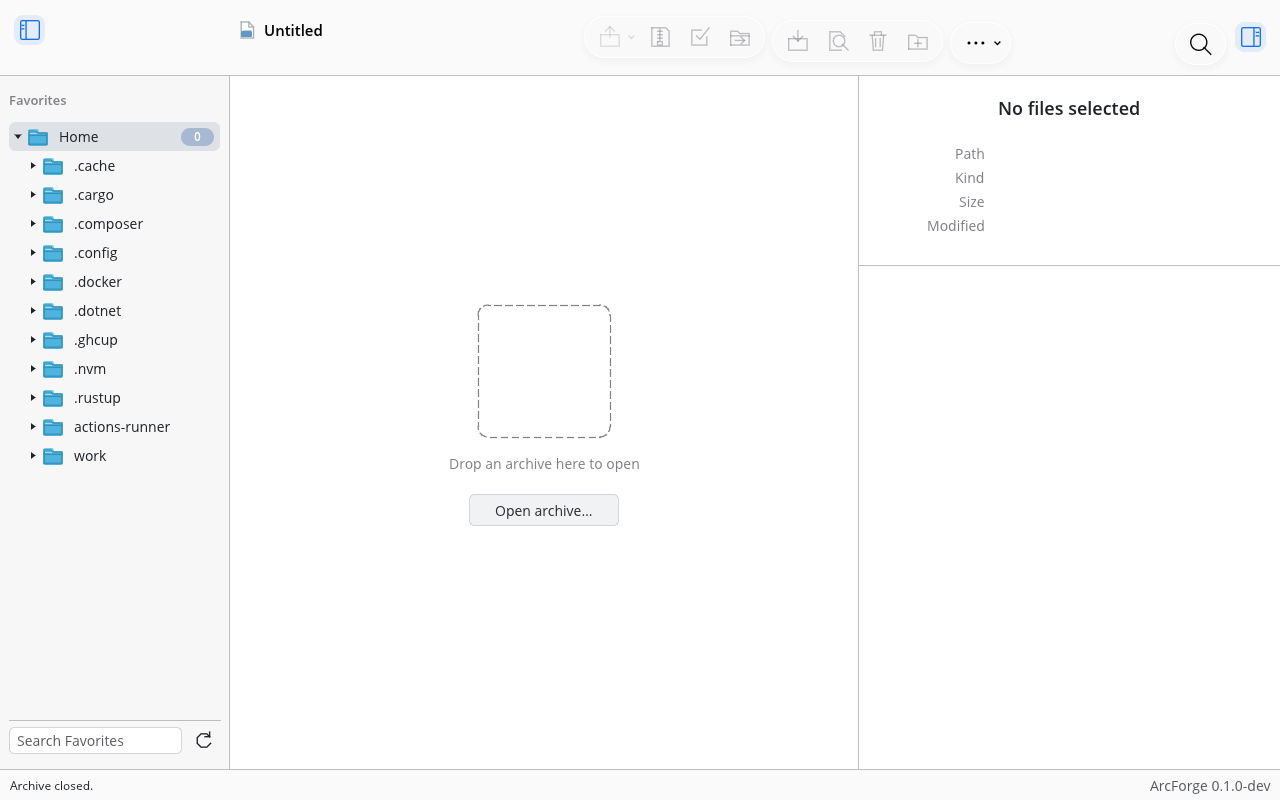 Untitled
Favorites
Home 0
.cache
.cargo
.composer
.config
.docker
.dotnet
.ghcup
.nvm
.rustup
actions-runner
work
Search Favorites
Drop an archive here to open
Open archive...
No files selected
Path
Kind
Size
Modified
Archive closed.
ArcForge 0.1.0-dev